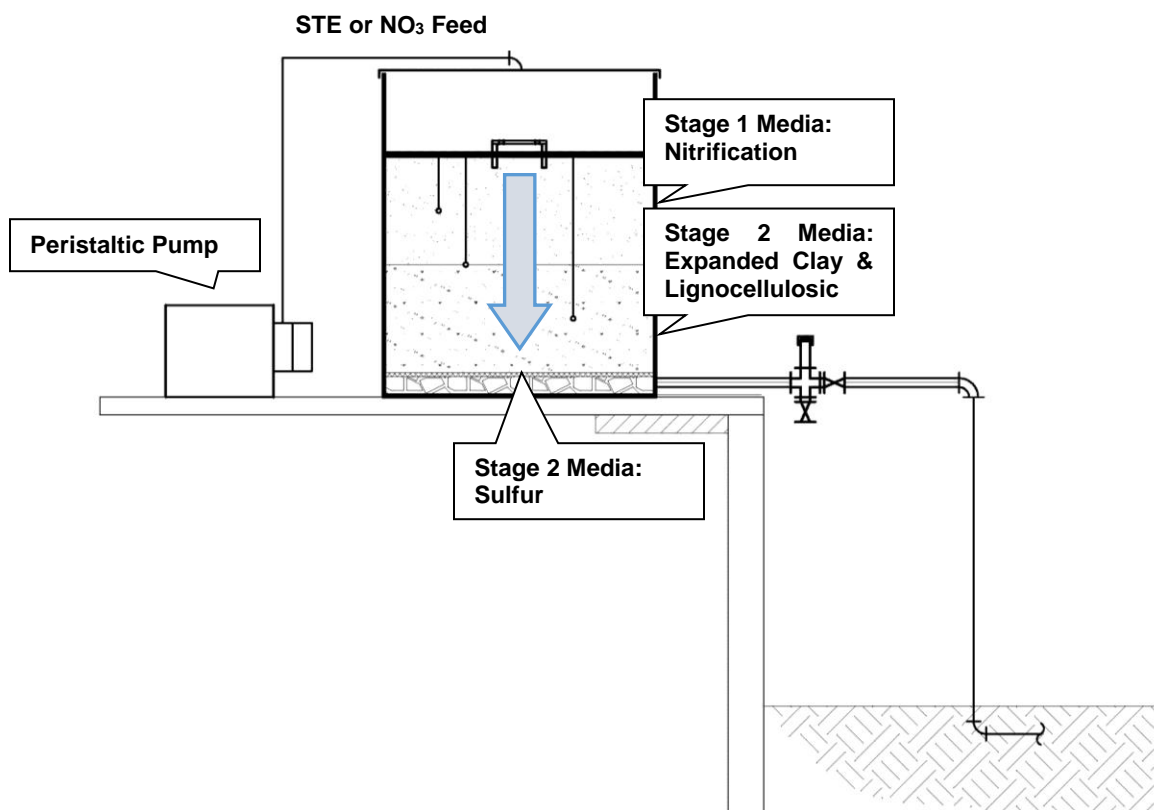 STE or NO₃ Feed
Stage 1 Media:
Nitrification
Peristaltic Pump
Stage 2 Media:
Expanded Clay &
Lignocellulosic
Stage 2 Media:
Sulfur